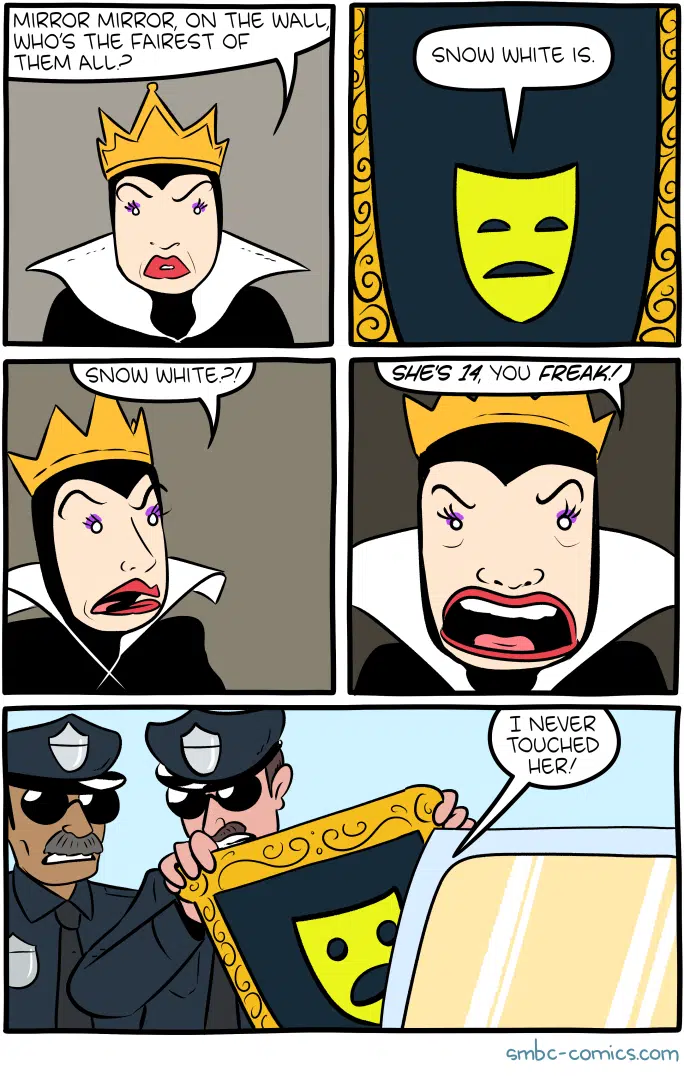 MIRROR MIRROR, ON THE WALL,
WHO'S THE FAIREST OF
THEM ALL?
SNOW WHITE IS.
SNOW WHITE?!
SHE'S 14, YOU FREAK!
I NEVER
TOUCHED
HER!
smbc-comics.com